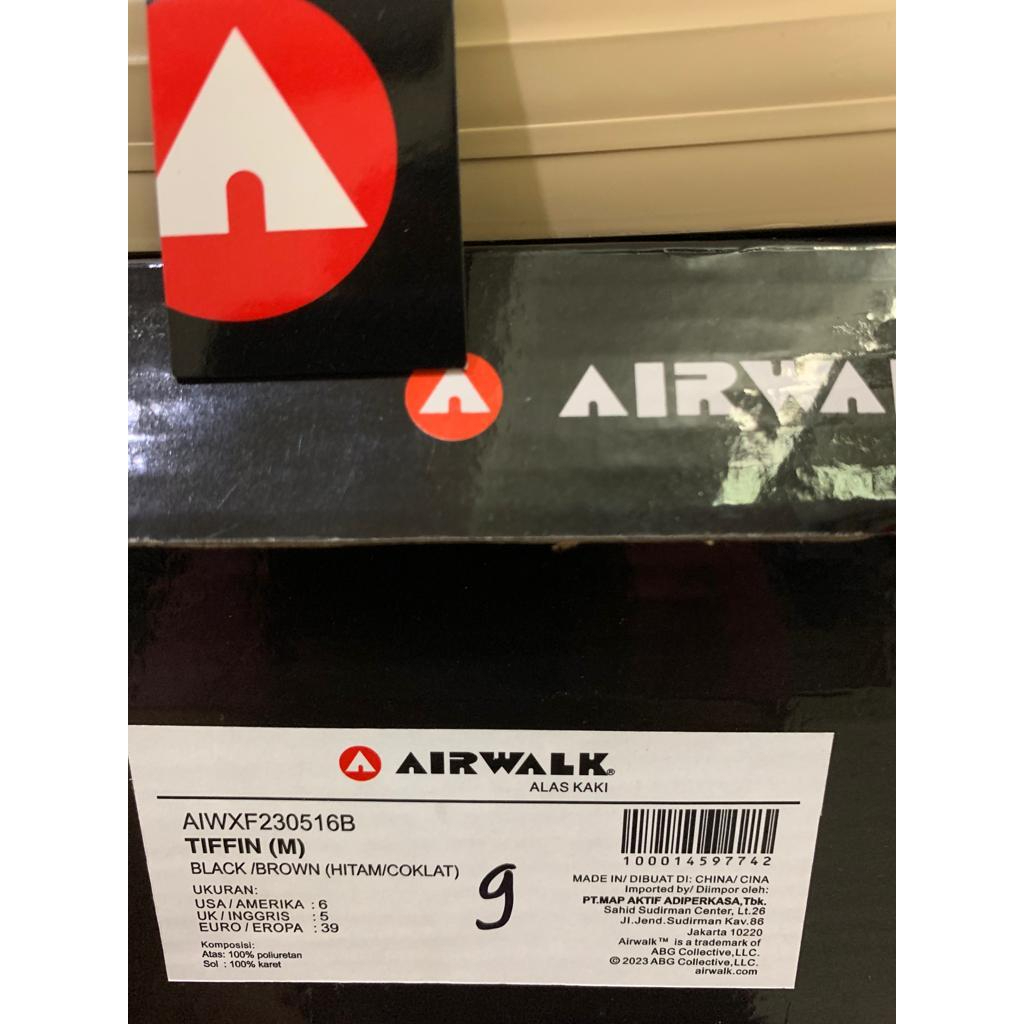 AIRWA
AIRWALK®
ALAS KAKI
AIWXF230516B
TIFFIN (M)
BLACK /BROWN (HITAM/COKLAT)
UKURAN:
USA / AMERIKA : 6
UK / INGGRIS : 5
EURO / EROPA : 39
Komposisi:
Atas: 100% poliuretan
Sol : 100% karet
9
100014597742
MADE IN/ DIBUAT DI: CHINA/ CINA
Imported by/ Diimpor oleh:
PT.MAP AKTIF ADIPERKASA,Tbk.
Sahid Sudirman Center, Lt.26
Jl.Jend.Sudirman Kav.86
Jakarta 10220
Airwalk™ is a trademark of
ABG Collective,LLC.
© 2023 ABG Collective,LLC.
airwalk.com